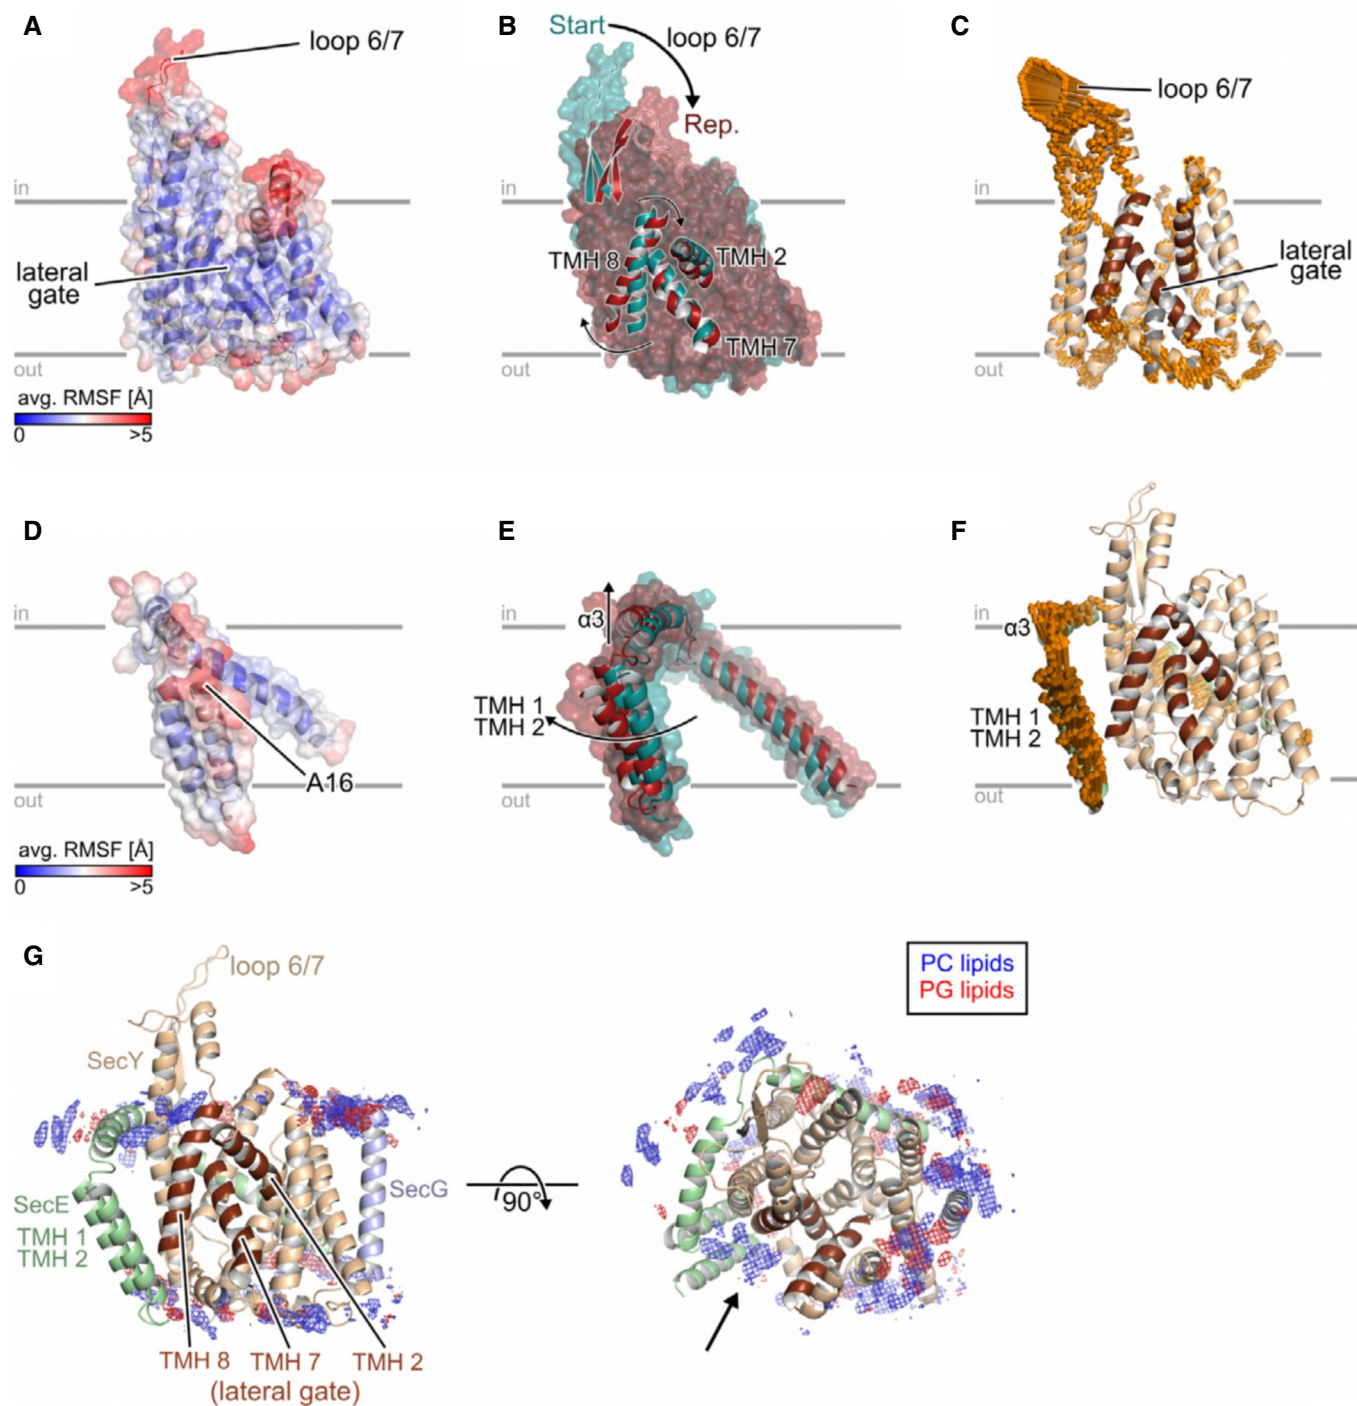 A
loop 6/7
in
lateral
gate
out
avg. RMSF [Å]
0 >5
B
Start
loop 6/7
Rep.
in
TMH 8
TMH 2
TMH 7
out
C
loop 6/7
in
lateral
gate
out
D
in
A16
out
avg. RMSF [Å]
0 >5
E
in
α3
TMH 1
TMH 2
out
F
in
α3
TMH 1
TMH 2
out
G
loop 6/7
SecY
SecE
TMH 1
TMH 2
SecG
TMH 8 TMH 7 TMH 2
(lateral gate)
90°
PC lipids
PG lipids